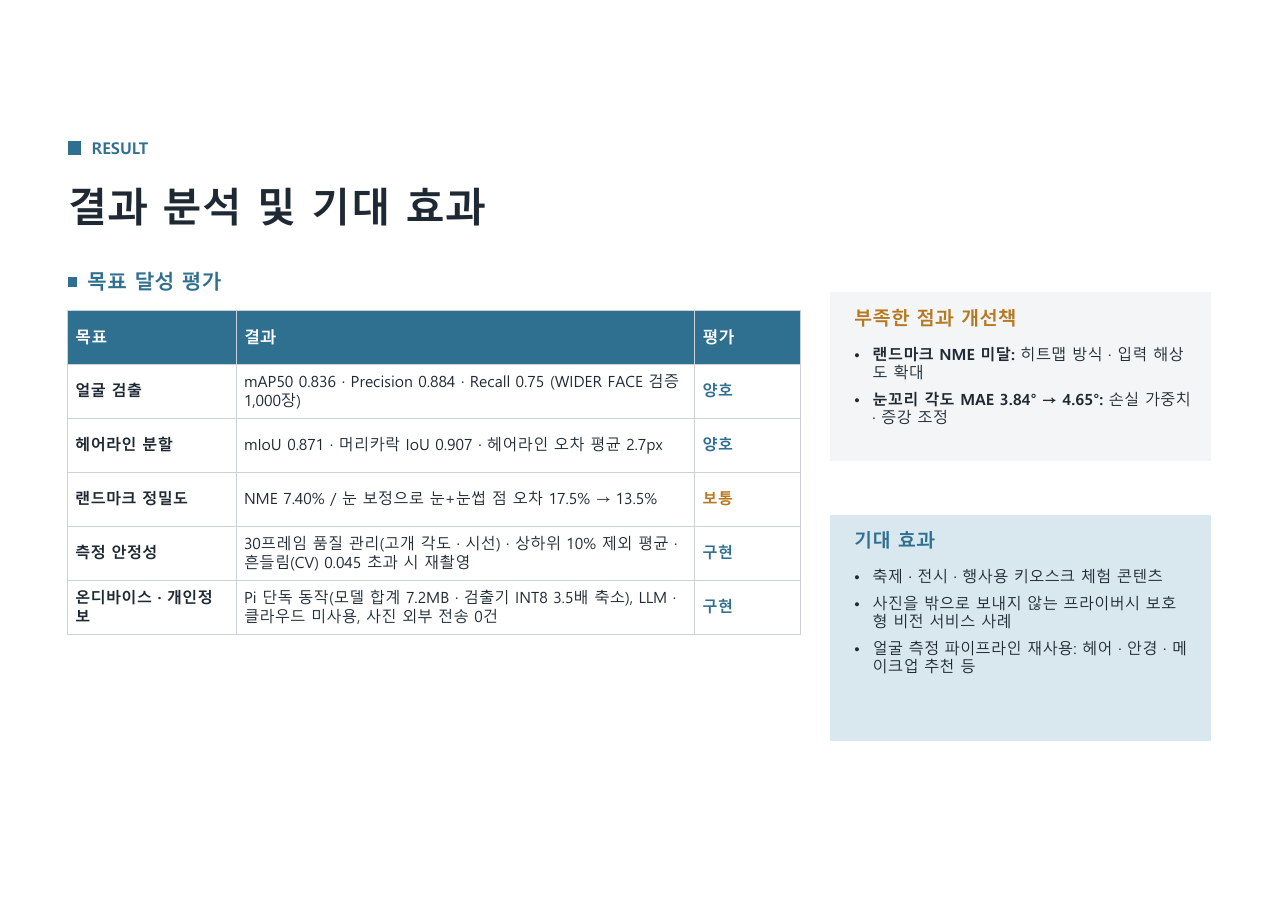 RESULT
결과 분석 및 기대 효과
목표 달성 평가
목표 결과 평가
얼굴 검출 mAP50 0.836 · Precision 0.884 · Recall 0.75 (WIDER FACE 검증
1,000장) 양호
헤어라인 분할 mIoU 0.871 · 머리카락 IoU 0.907 · 헤어라인 오차 평균 2.7px 양호
랜드마크 정밀도 NME 7.40% / 눈 보정으로 눈+눈썹 점 오차 17.5% → 13.5% 보통
측정 안정성 30프레임 품질 관리(고개 각도 · 시선) · 상하위 10% 제외 평균 ·
흔들림(CV) 0.045 초과 시 재촬영 구현
온디바이스 · 개인정
보 Pi 단독 동작(모델 합계 7.2MB · 검출기 INT8 3.5배 축소), LLM ·
클라우드 미사용, 사진 외부 전송 0건 구현
부족한 점과 개선책
• 랜드마크 NME 미달: 히트맵 방식 · 입력 해상
도 확대
• 눈꼬리 각도 MAE 3.84° → 4.65°: 손실 가중치
· 증강 조정
기대 효과
• 축제 · 전시 · 행사용 키오스크 체험 콘텐츠
• 사진을 밖으로 보내지 않는 프라이버시 보호
형 비전 서비스 사례
• 얼굴 측정 파이프라인 재사용: 헤어 · 안경 · 메
이크업 추천 등